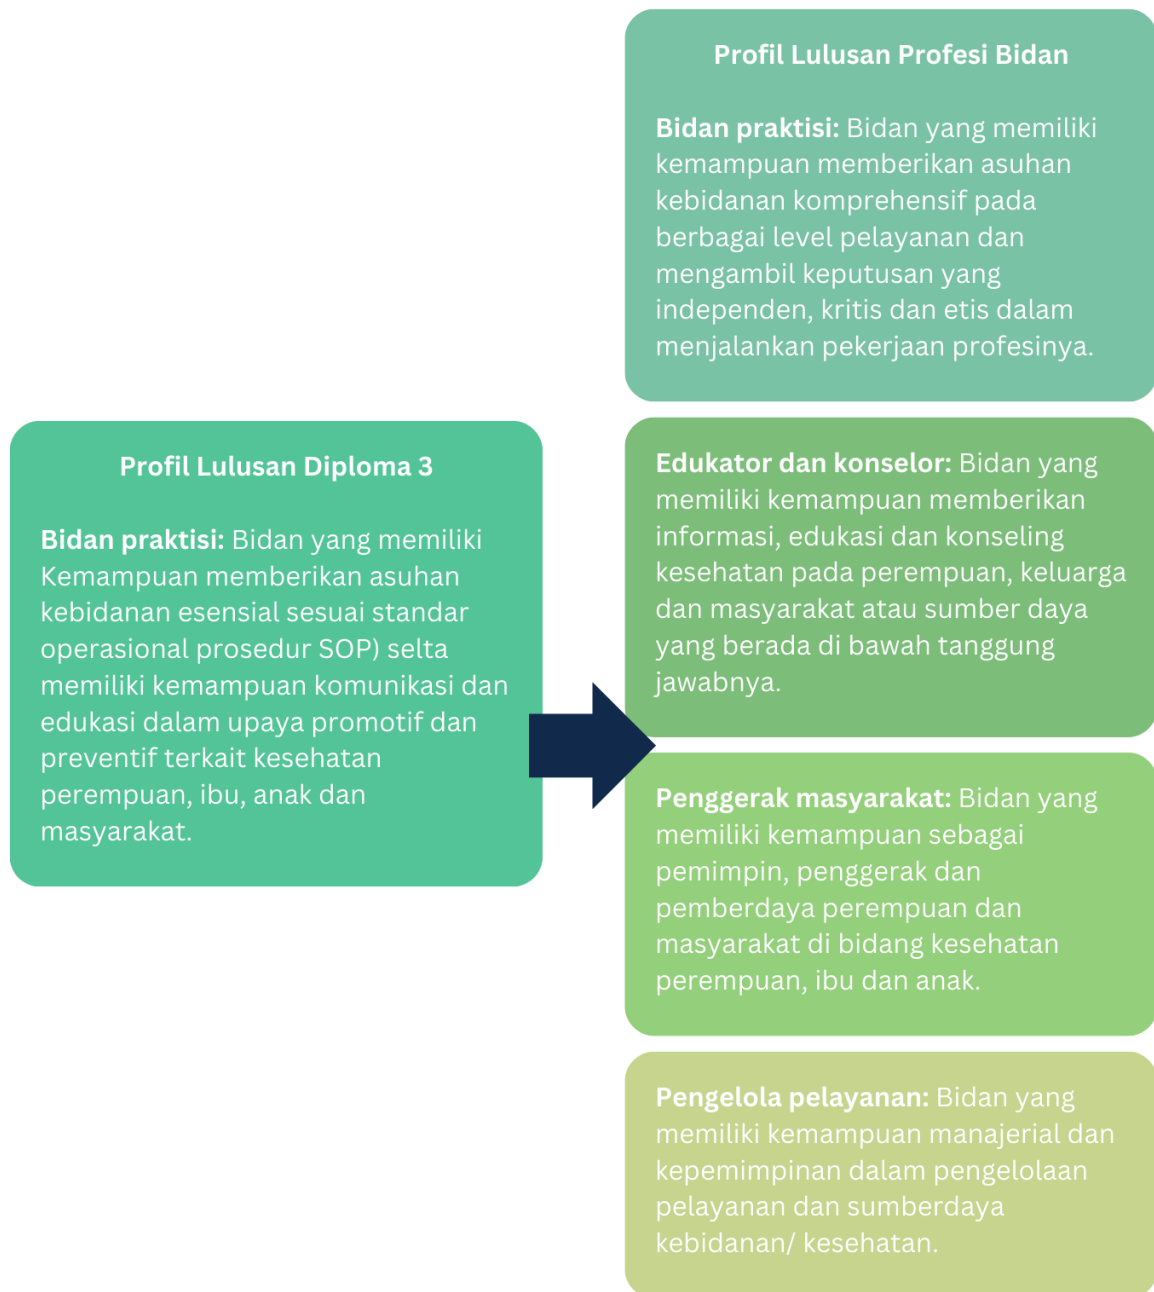 Profil Lulusan Diploma 3
Bidan praktisi: Bidan yang memiliki
Kemampuan memberikan asuhan
kebidanan esensial sesuai standar
operasional prosedur SOP) selta
memiliki kemampuan komunikasi dan
edukasi dalam upaya promotif dan
preventif terkait kesehatan
perempuan, ibu, anak dan
masyarakat.
Profil Lulusan Profesi Bidan
Bidan praktisi: Bidan yang memiliki
kemampuan memberikan asuhan
kebidanan komprehensif pada
berbagai level pelayanan dan
mengambil keputusan yang
independen, kritis dan etis dalam
menjalankan pekerjaan profesinya.
Edukator dan konselor: Bidan yang
memiliki kemampuan memberikan
informasi, edukasi dan konseling
kesehatan pada perempuan, keluarga
dan masyarakat atau sumber daya
yang berada di bawah tanggung
jawabnya.
Penggerak masyarakat: Bidan yang
memiliki kemampuan sebagai
pemimpin, penggerak dan
pemberdaya perempuan dan
masyarakat di bidang kesehatan
perempuan, ibu dan anak.
Pengelola pelayanan: Bidan yang
memiliki kemampuan manajerial dan
kepemimpinan dalam pengelolaan
pelayanan dan sumberdaya
kebidanan/ kesehatan.